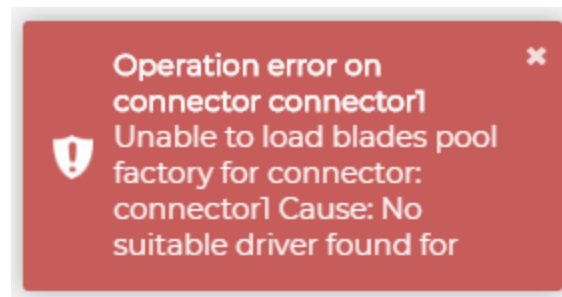 Operation error on
connector connector1
Unable to load blades pool
factory for connector:
connector1 Cause: No
suitable driver found for